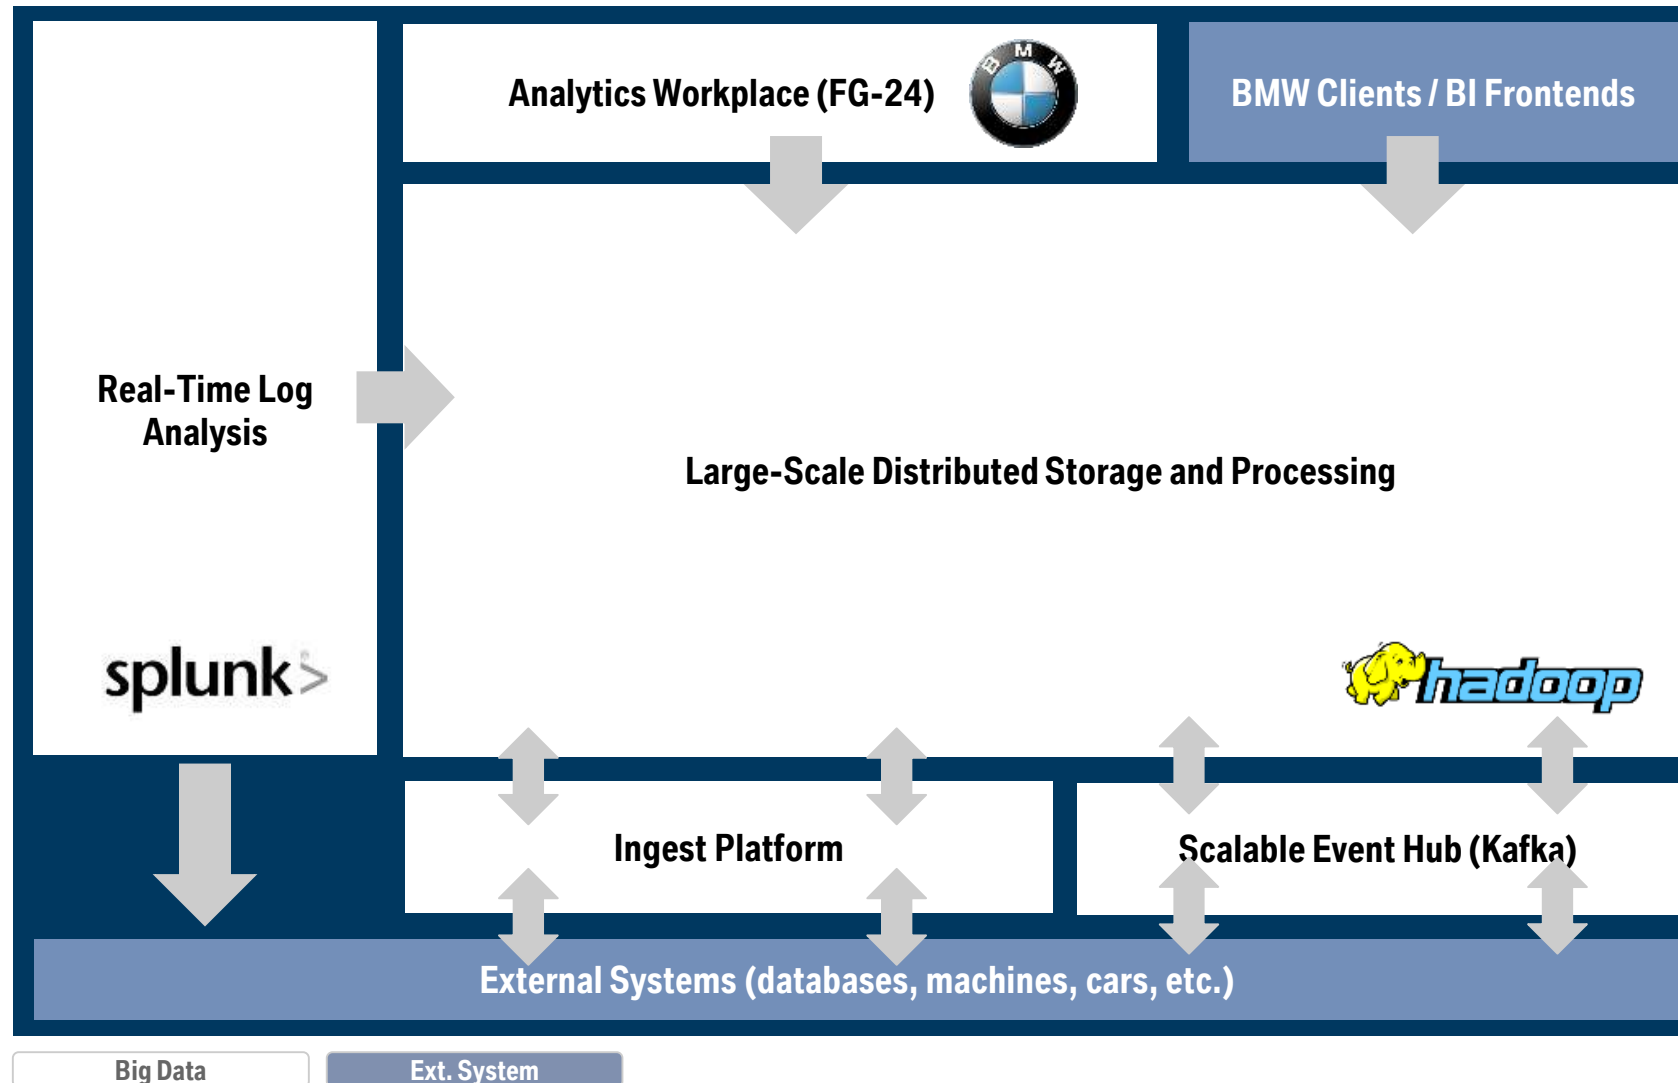 Analytics Workplace (FG-24)
BMW
BMW Clients / BI Frontends
Real-Time Log
Analysis
Large-Scale Distributed Storage and Processing
splunk>
hadoop
Ingest Platform
Scalable Event Hub (Kafka)
External Systems (databases, machines, cars, etc.)
Big Data
Ext. System